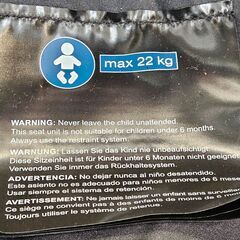 max 22 kg
WARNING: Never leave the child unattended.
This seat unit is not suitable for children under 6 months.
Always use the restraint system.
WARNUNG: Lassen Sie das Kind nie unbeaufsichtigt.
Diese Sitzeinheit ist für Kinder unter 6 Monaten nicht geeignet.
Verwenden Sie immer das Rückhaltesystem.
ADVERTENCIA: No dejar nunca al niño desatendido.
Este asiento no es adecuado para niños menores de 6 meses.
Usar siempre el sistema de retención.
AVERTISSEMENT: Ne jamais laisser un enfant sans surveillance.
Ce siège ne convient pas à des enfants de moins de 6 mois.
Toujours utiliser le système de retenue.